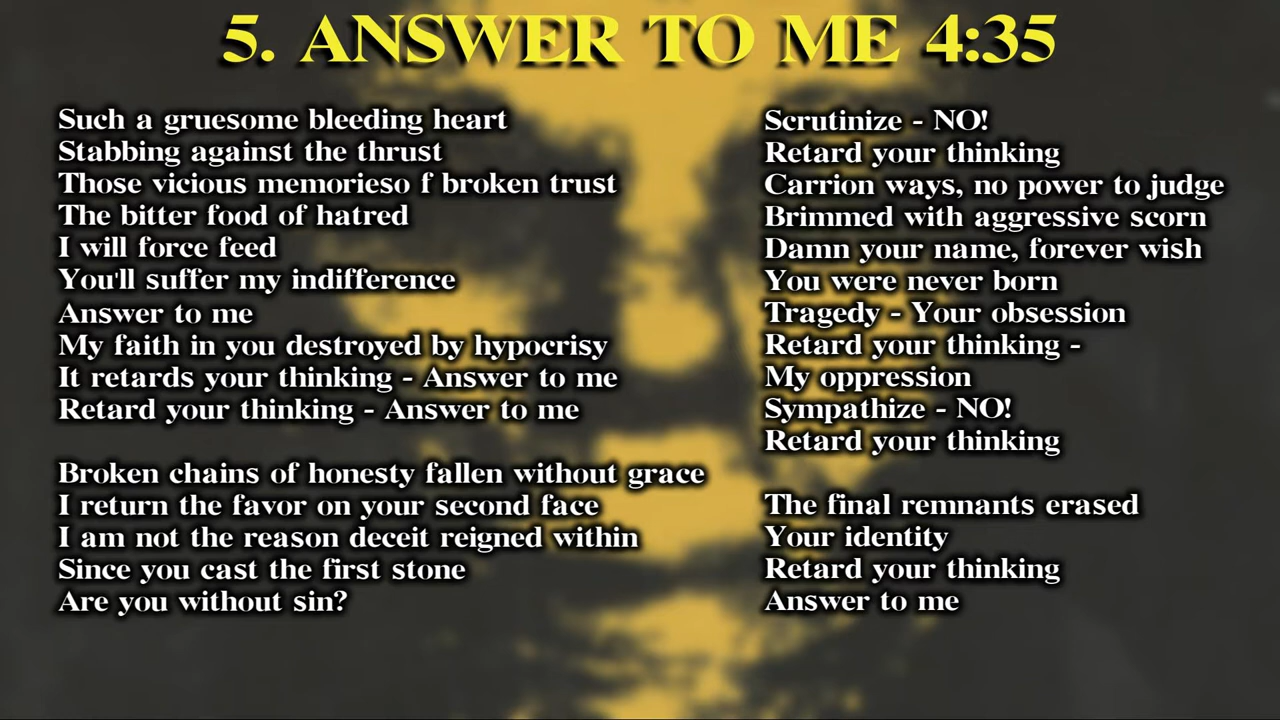 5. ANSWER TO ME 4:35
Such a gruesome bleeding heart
Stabbing against the thrust
Those vicious memorieso f broken trust
The bitter food of hatred
I will force feed
You'll suffer my indifference
Answer to me
My faith in you destroyed by hypocrisy
It retards your thinking - Answer to me
Retard your thinking - Answer to me
Broken chains of honesty fallen without grace
I return the favor on your second face
I am not the reason deceit reigned within
Since you cast the first stone
Are you without sin?
Scrutinize - NO!
Retard your thinking
Carrion ways, no power to judge
Brimmed with aggressive scorn
Damn your name, forever wish
You were never born
Tragedy - Your obsession
Retard your thinking -
My oppression
Sympathize - NO!
Retard your thinking
The final remnants erased
Your identity
Retard your thinking
Answer to me